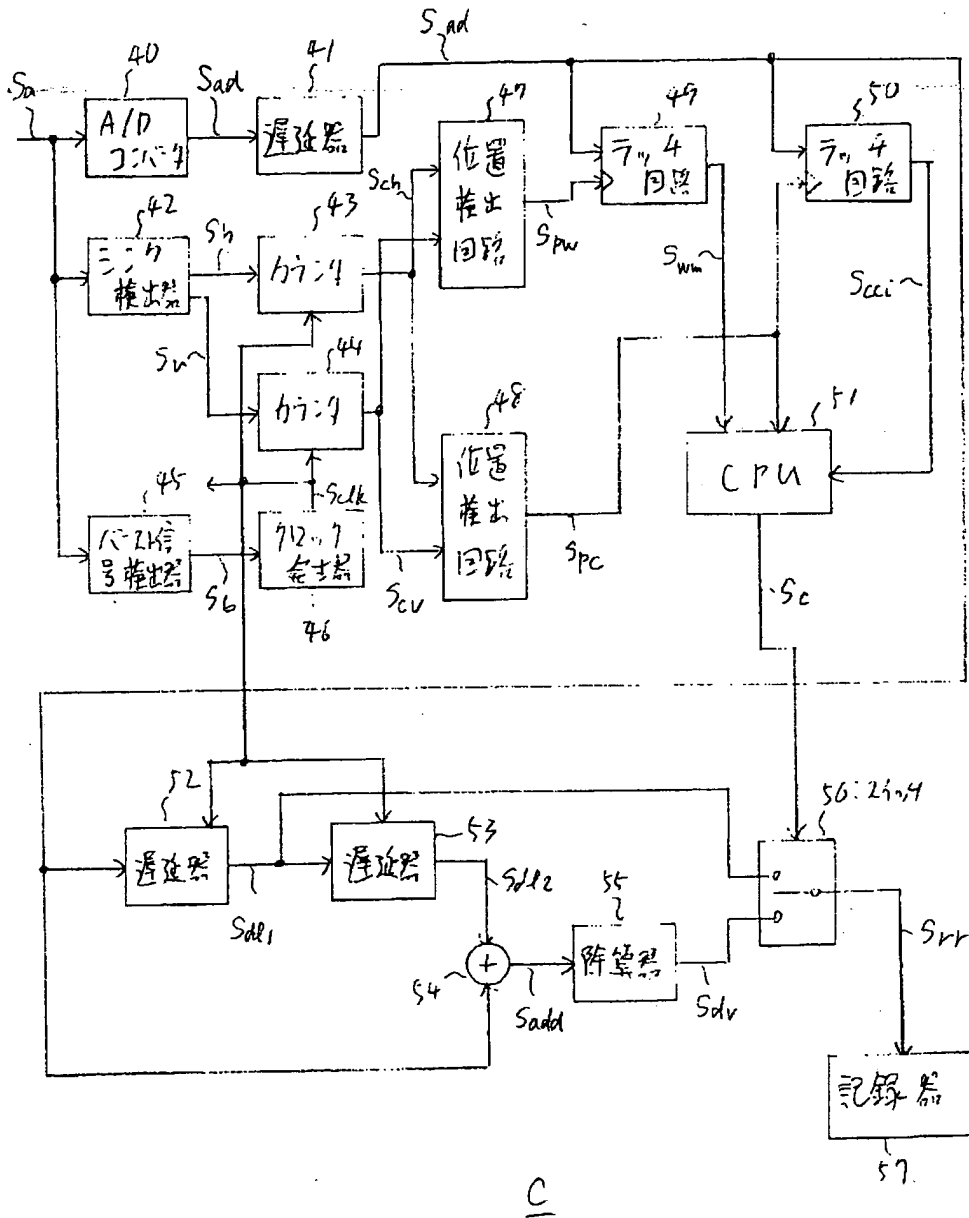 Sad
40
41
Sa
A/D
コンバータ
Sad
遅延器
47
位置
検出
回路
49
ラッチ
回路
50
ラッチ
回路
Sch
Spw
Swm
Scci
42
シンク
検出器
Sh
43
カウンタ
Sv
44
カウンタ
48
位置
検出
回路
51
CPU
45
バースト信
号検出器
Sclk
クロック
発生器
Sb
46
Scv
Spc
Sc
52
遅延器
53
遅延器
56:スイッチ
Sdl1
Sdl2
54
+
Sadd
55
除算器
Sdv
Srr
記録器
57
C